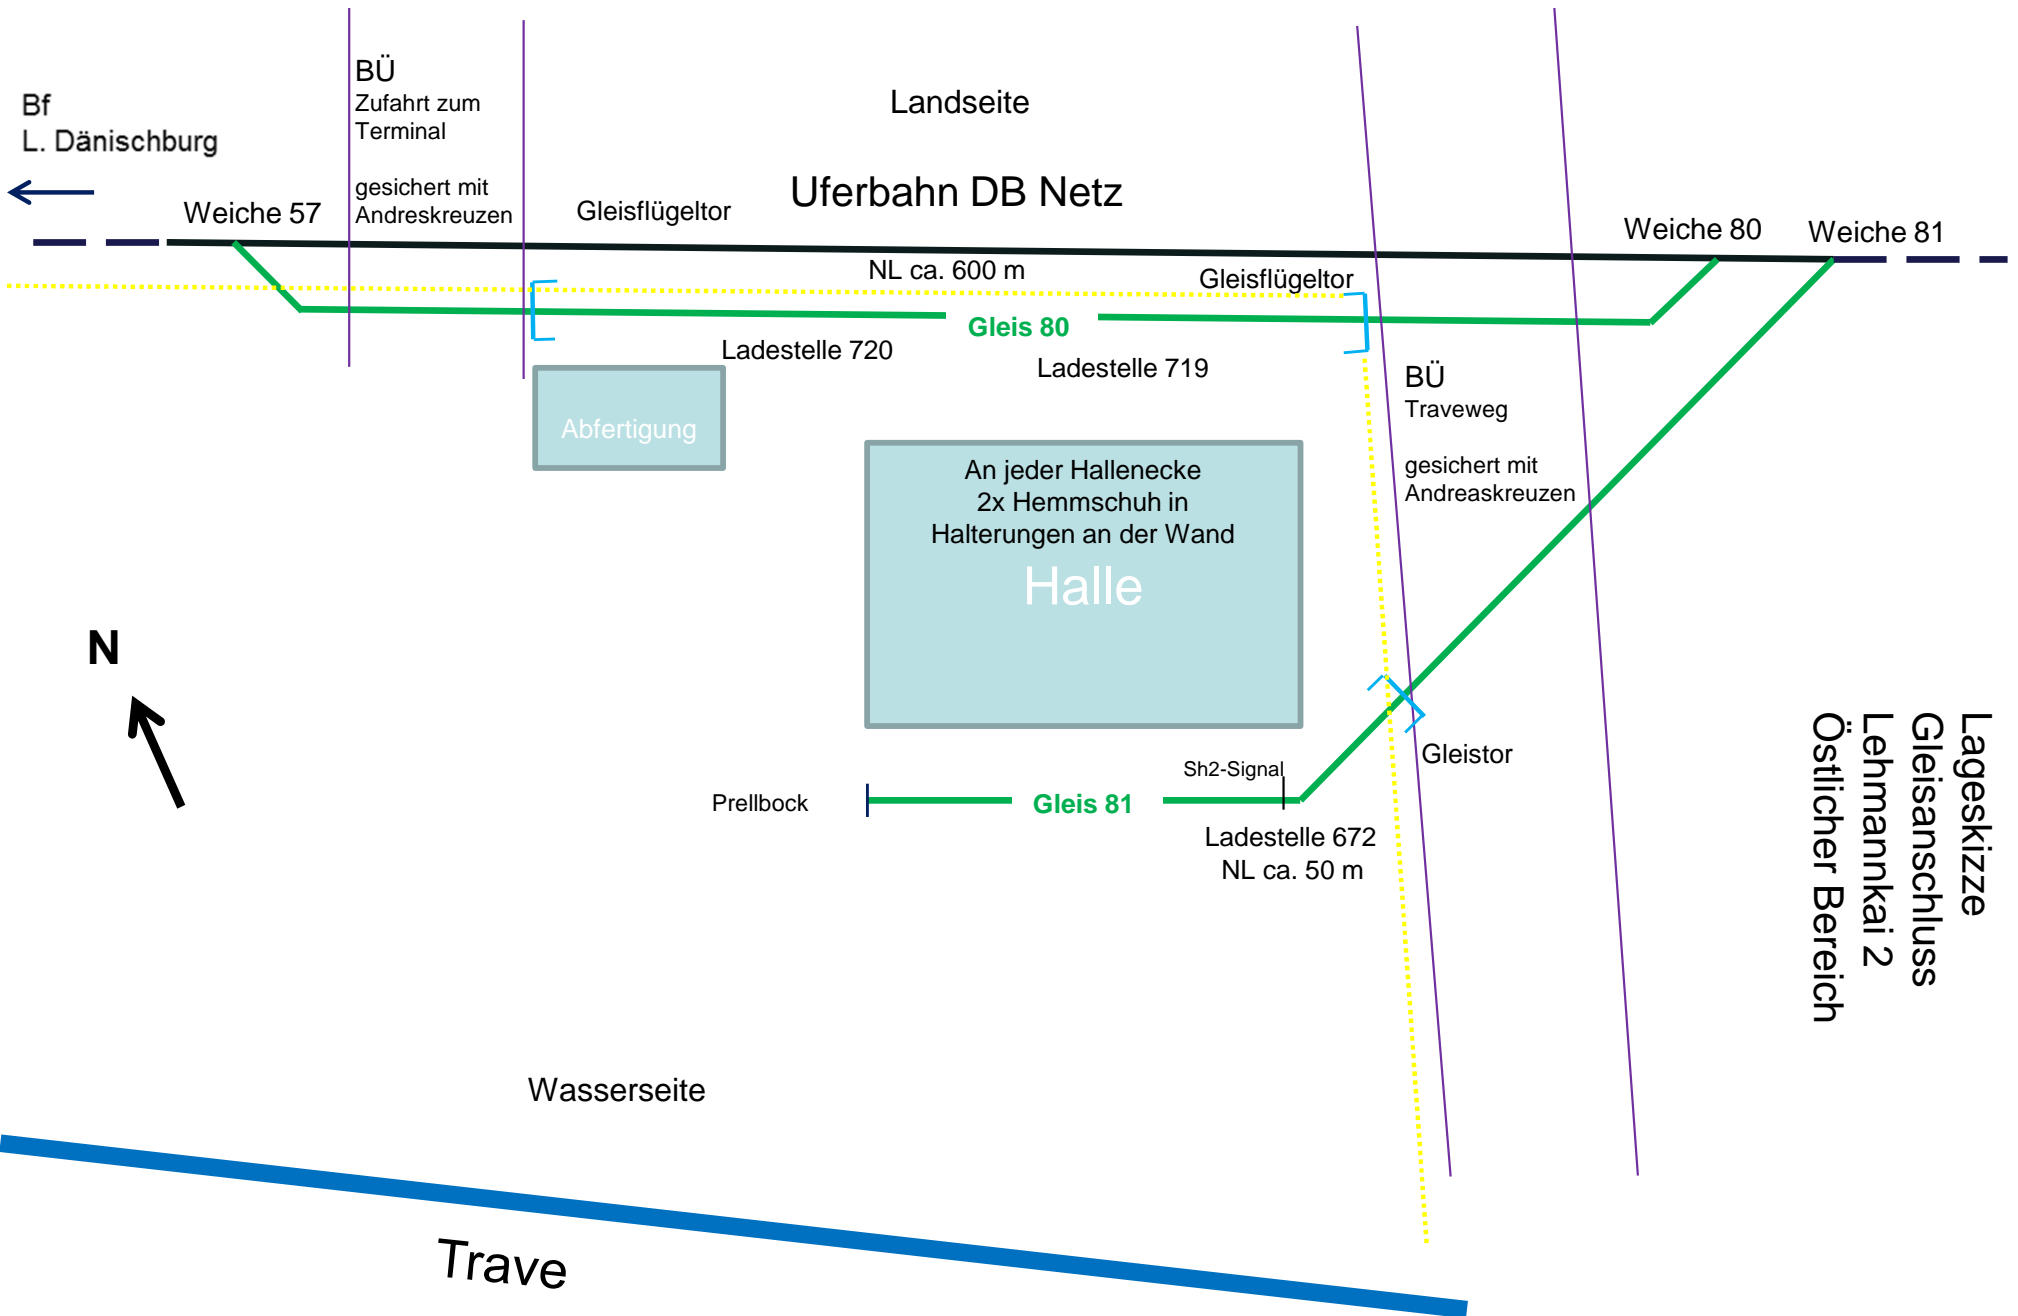 BÜ
Zufahrt zum
Terminal
gesichert mit
Andreskreuzen
Bf
L. Dänischburg
Landseite
Uferbahn DB Netz
Weiche 57
Gleisflügeltor
Weiche 80
Weiche 81
NL ca. 600 m
Gleisflügeltor
Gleis 80
Ladestelle 720
Ladestelle 719
BÜ
Traveweg
gesichert mit
Andreaskreuzen
Abfertigung
An jeder Hallenecke
2x Hemmschuh in
Halterungen an der Wand
Halle
N
Gleistor
Sh2-Signal
Prellbock
Gleis 81
Ladestelle 672
NL ca. 50 m
Lageskizze
Gleisanschluss
Lehmannkai 2
Östlicher Bereich
Wasserseite
Trave